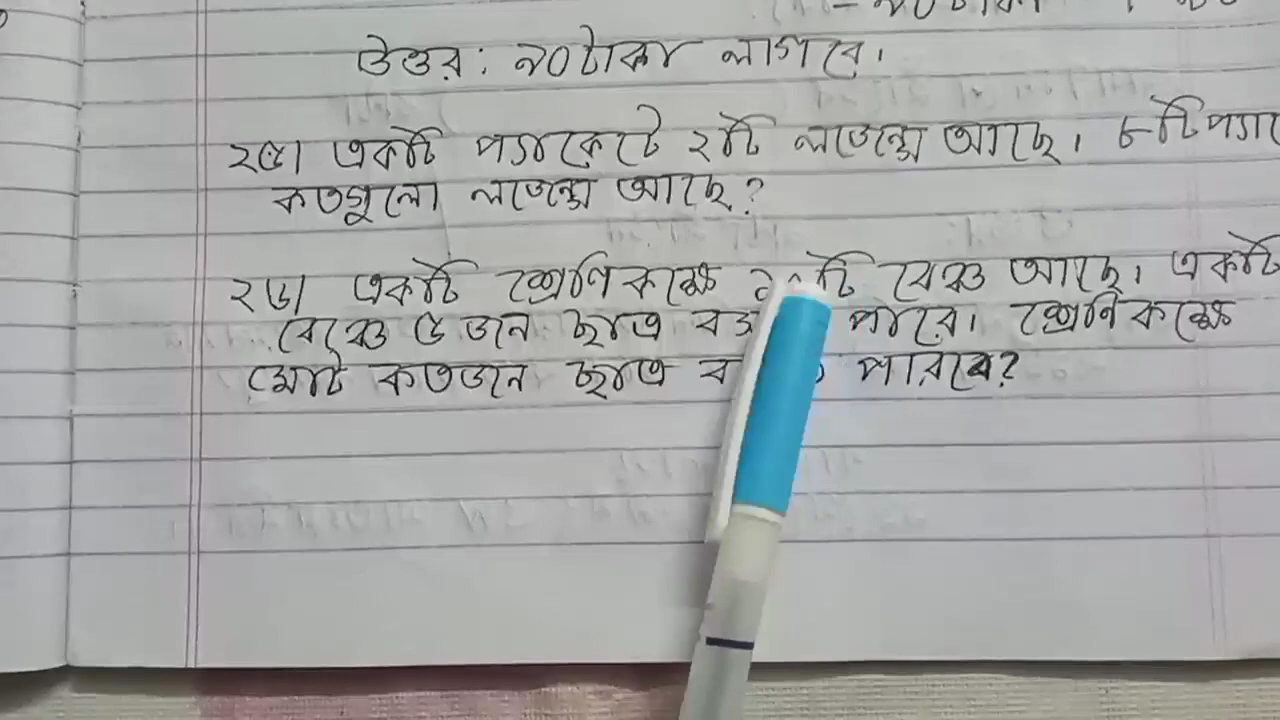 উত্তর: ৯০টাকা লাগবে।
২৫। একটি প্যাকেটে ২টি লজেন্স আছে। ৮টি
কতগুলো লজেন্স আছে?
২৬। একটি শ্রেণিকক্ষে বেঞ্চ আছে। একটি
বেঞ্চে ৫ জন ছাত্র পারে। শ্রেণিকক্ষে
মোট কতজন ছাত্র পারবে?